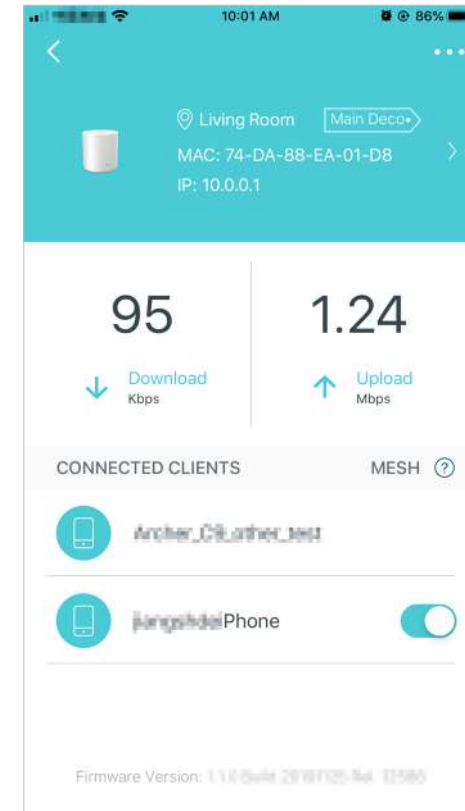 10:01 AM 86%
Living Room Main Deco
MAC: 74-DA-88-EA-01-D8
IP: 10.0.0.1
95 1.24
Download Upload
Kbps Mbps
CONNECTED CLIENTS MESH ?
Phone
Firmware Version: